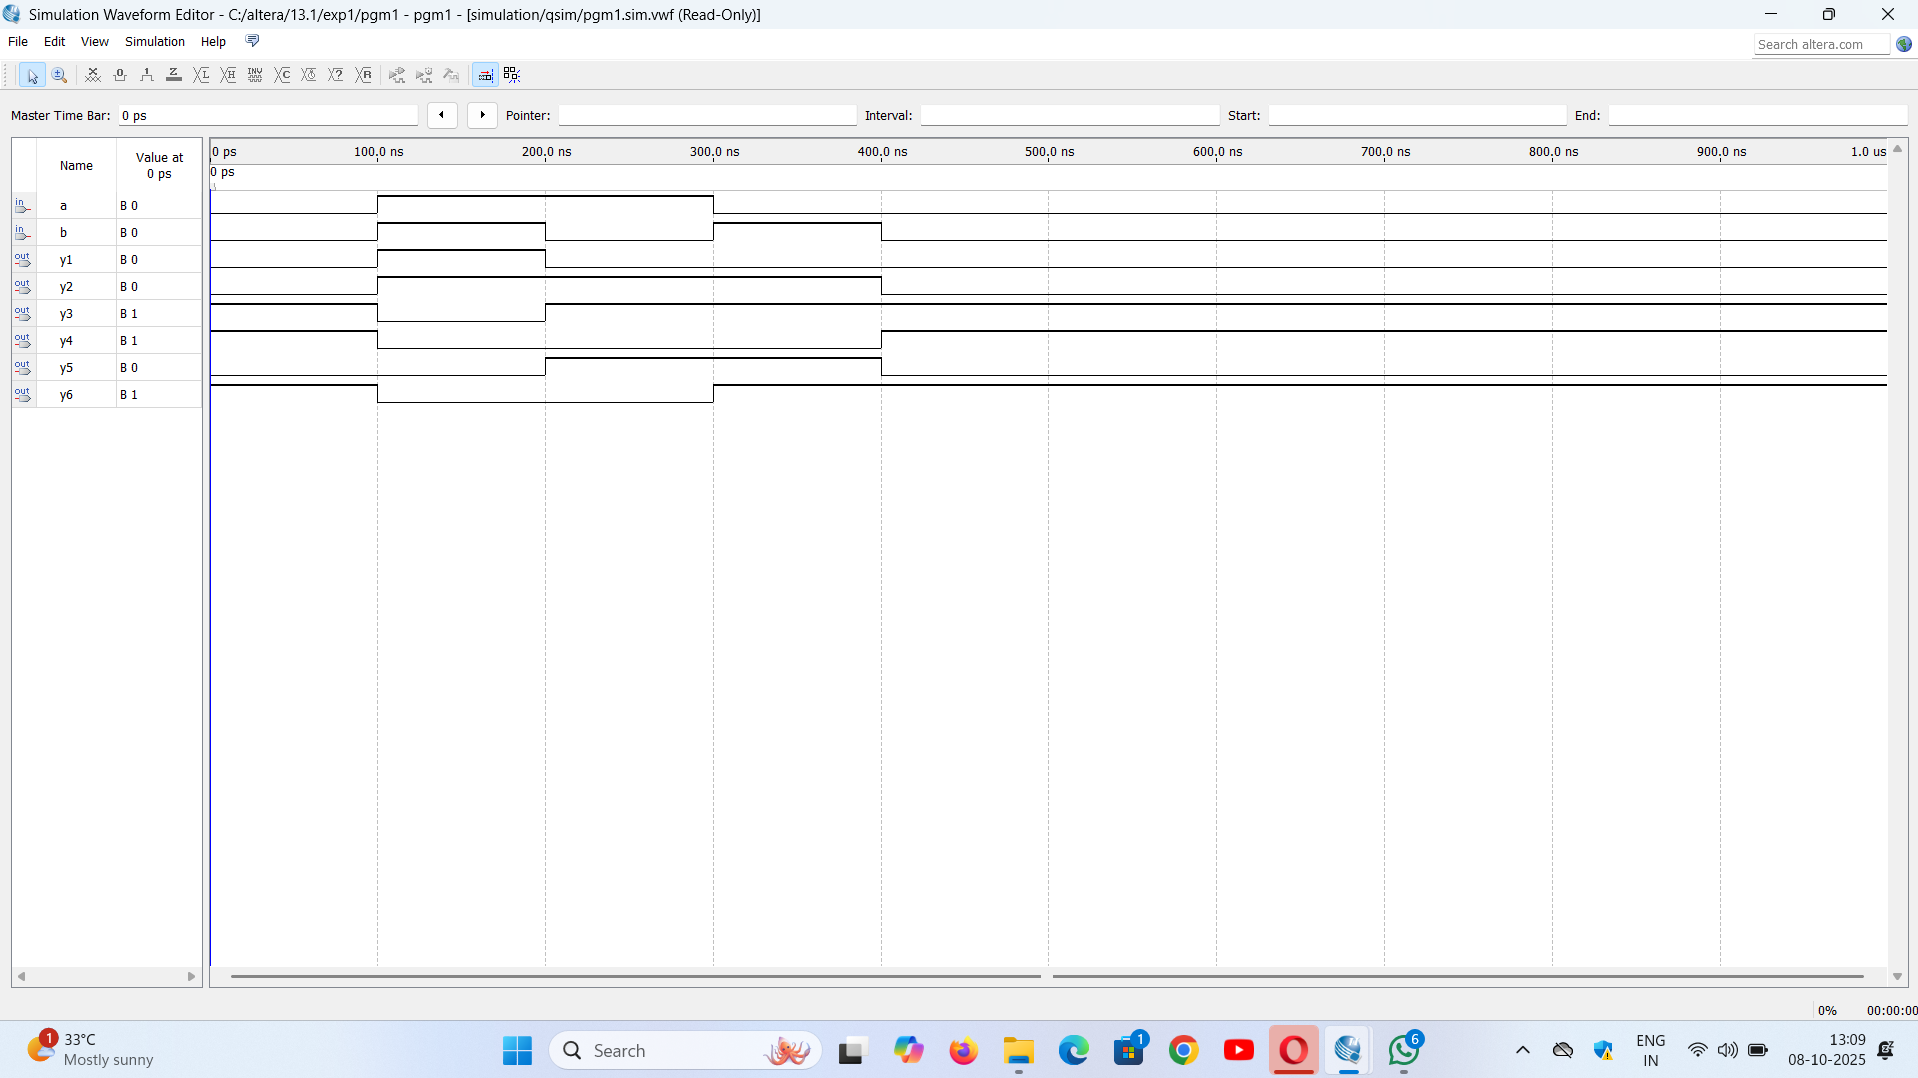 Simulation Waveform Editor - C:/altera/13.1/exp1/pgm1 - pgm1 - [simulation/qsim/pgm1.sim.vwf (Read-Only)]
File Edit View Simulation Help
Search altera.com
Master Time Bar: 0 ps Pointer: Interval: Start: End:
Name Value at 0 ps
0 ps 100.0 ns 200.0 ns 300.0 ns 400.0 ns 500.0 ns 600.0 ns 700.0 ns 800.0 ns 900.0 ns 1.0 us
0 ps
in a B 0
in b B 0
out y1 B 0
out y2 B 0
out y3 B 1
out y4 B 1
out y5 B 0
out y6 B 1
0% 00:00:00
1 33°C
Mostly sunny
Search
1
6
ENG
IN
13:09
08-10-2025